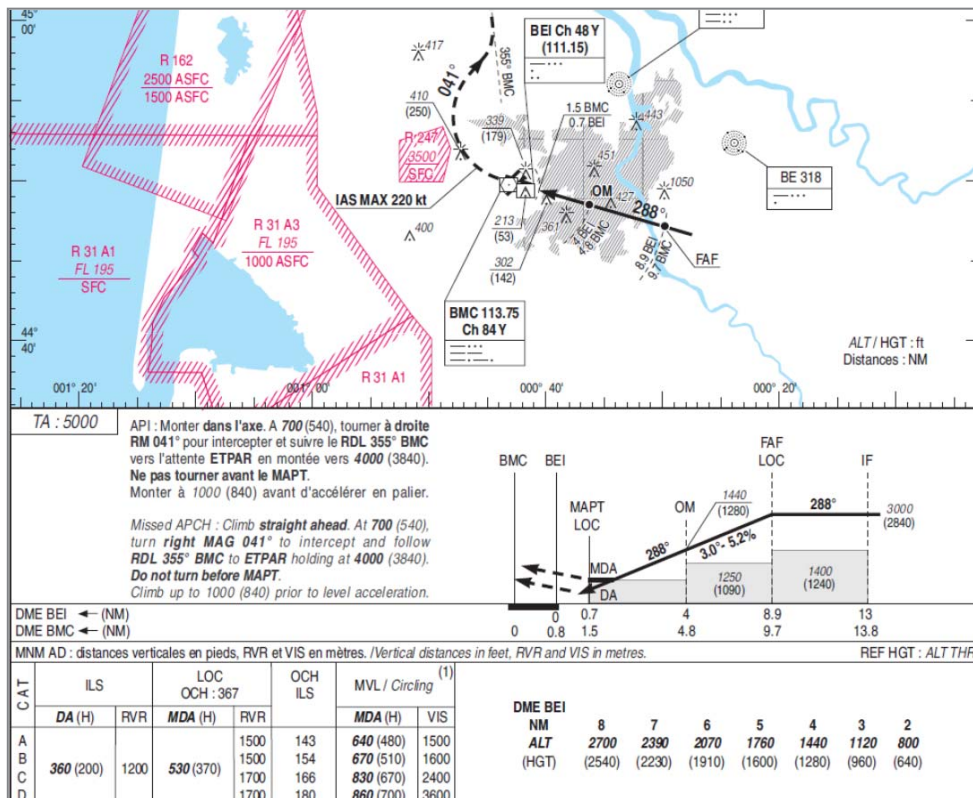 45°
00'
417
BEI Ch 48 Y
(111.15)
R 162
2500 ASFC
1500 ASFC
041°
355° BMC
410
(250)
339
(179)
1.5 BMC
0.7 BEI
443
R 247
3500
SFC
451
BE 318
IAS MAX 220 kt
OM
1050
427
288°
400
213
(53)
361
4 BEI
4.8 BMC
8.9 BEI
9.7 BMC
FAF
R 31 A3
FL 195
1000 ASFC
R 31 A1
FL 195
SFC
302
(142)
BMC 113.75
Ch 84 Y
44°
40'
ALT / HGT : ft
Distances : NM
R 31 A1
001° 20'
001° 00'
000° 40'
000° 20'
TA : 5000
API : Monter dans l'axe. A 700 (540), tourner à droite
RM 041° pour intercepter et suivre le RDL 355° BMC
vers l'attente ETPAR en montée vers 4000 (3840).
Ne pas tourner avant le MAPT.
Monter à 1000 (840) avant d'accélérer en palier.
Missed APCH : Climb straight ahead. At 700 (540),
turn right MAG 041° to intercept and follow
RDL 355° BMC to ETPAR holding at 4000 (3840).
Do not turn before MAPT.
Climb up to 1000 (840) prior to level acceleration.
BMC BEI
MAPT
LOC
OM
FAF
LOC
IF
1440
(1280)
288°
3000
(2840)
288°
3.0°- 5.2%
MDA
DA
1250
(1090)
1400
(1240)
DME BEI (NM) 0 0.7 4 8.9 13
DME BMC (NM) 0 0.8 1.5 4.8 9.7 13.8
MNM AD : distances verticales en pieds, RVR et VIS en mètres. /Vertical distances in feet, RVR and VIS in metres. REF HGT : ALT THR
CAT ILS LOC OCH : 367 OCH ILS MVL / Circling (1)
DA (H) RVR MDA (H) RVR MDA (H) VIS
A 360 (200) 1200 530 (370) 1500 143 640 (480) 1500
B 1500 154 670 (510) 1600
C 1700 166 830 (670) 2400
D 1700 180 860 (700) 3600
DME BEI
NM 8 7 6 5 4 3 2
ALT 2700 2390 2070 1760 1440 1120 800
(HGT) (2540) (2230) (1910) (1600) (1280) (960) (640)